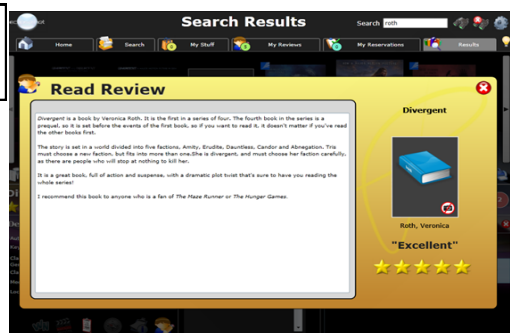 Search Results
Search roth
Home
Search
My Stuff
My Reviews
My Reservations
Results
Read Review
Divergent is a book by Veronica Roth. It is the first in a series of four. The fourth book in the series is a
prequel, so it is set before the events of the first book, so if you want to read it, it doesn't matter if you've read
the other books first.
The story is set in a world divided into five factions. Amity, Erudite, Dauntless, Candor and Abnegation. Tris
must choose a new faction, but fits into more than one.She is divergent, and must choose her faction carefully,
as there are people who will stop at nothing to kill her.
It is a great book, full of action and suspense, with a dramatic plot twist that's sure to have you reading the
whole series!
I recommend this book to anyone who is a fan of The Maze Runner or The Hunger Games.
Divergent
Roth, Veronica
"Excellent"